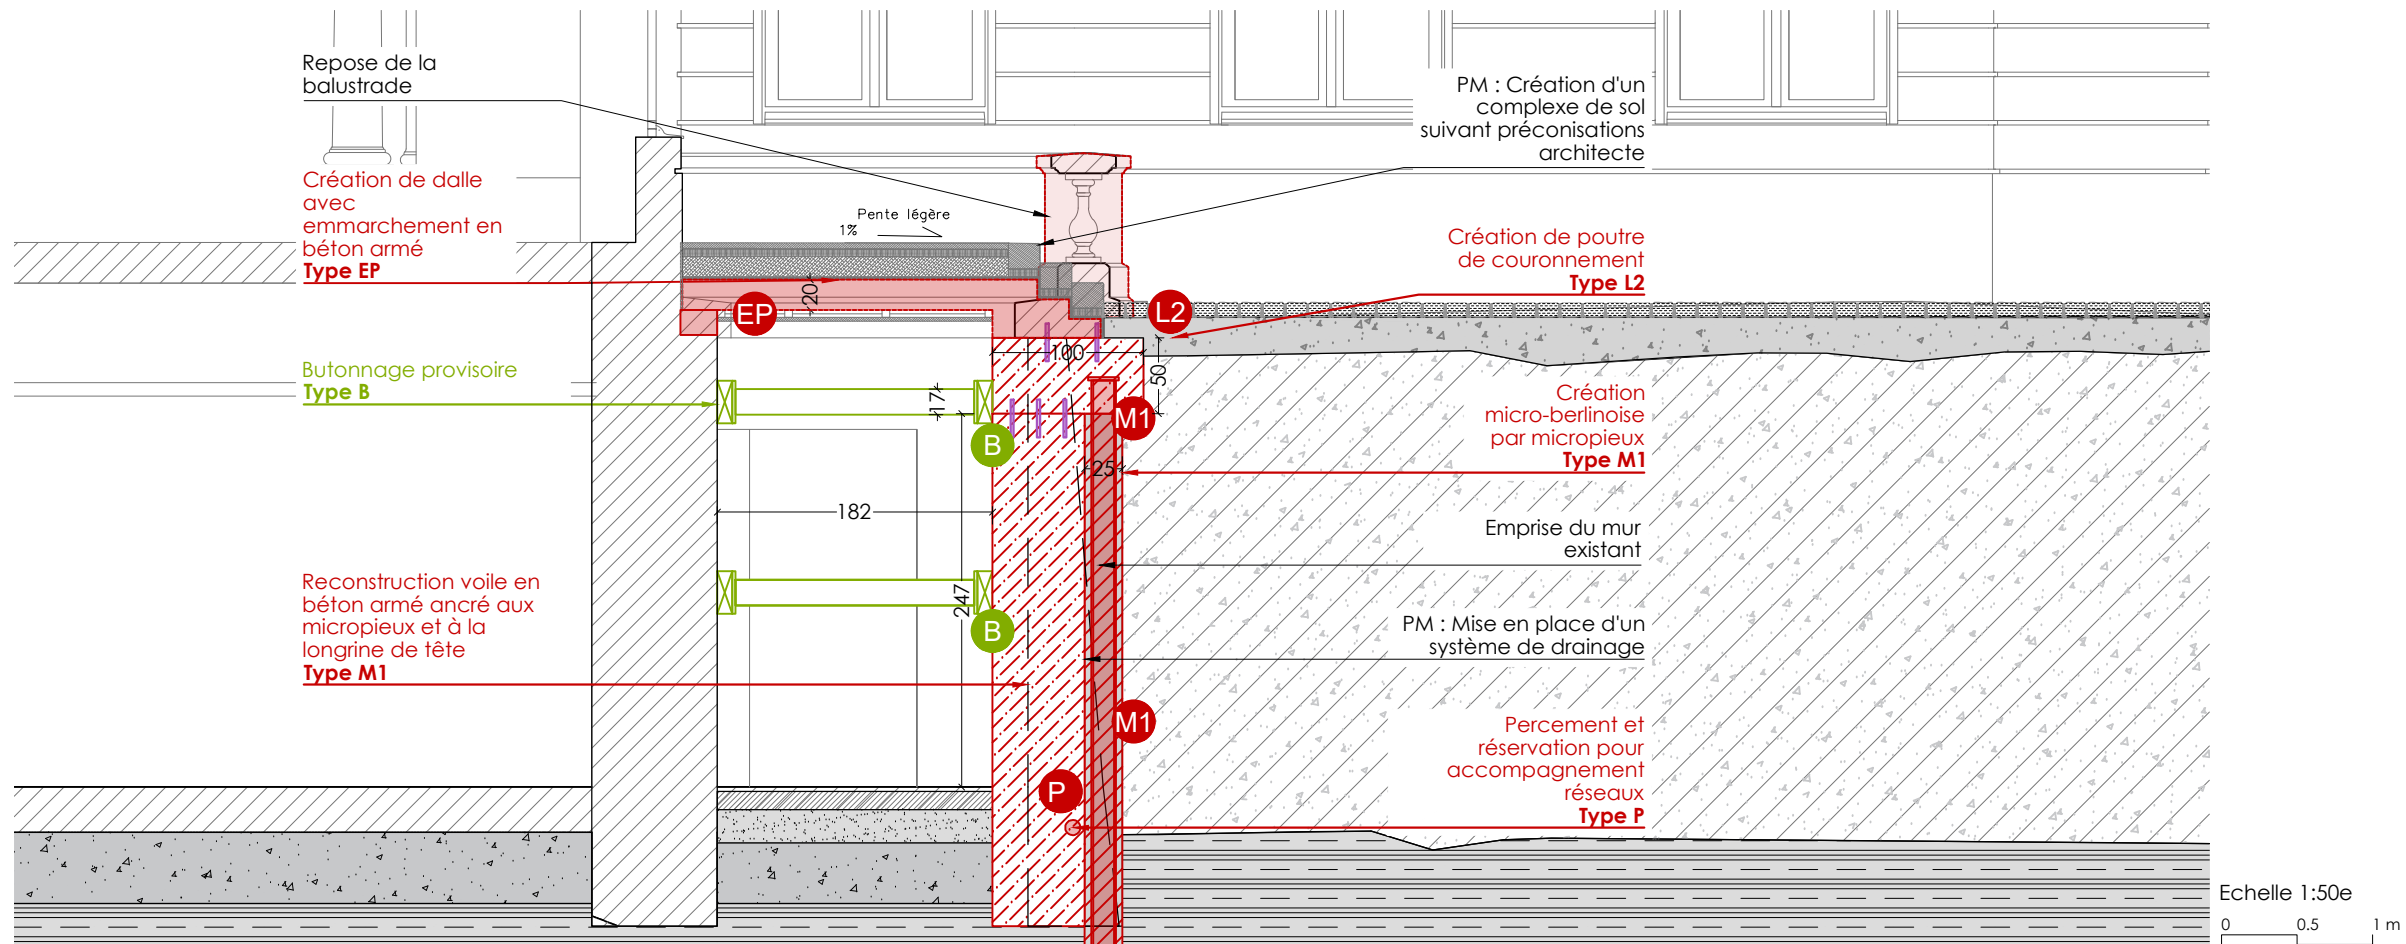 Repose de la
balustrade
Création de dalle
avec
emmarchement en
béton armé
Type EP
Butonnage provisoire
Type B
Reconstruction voile en
béton armé ancré aux
micropieux et à la
longrine de tête
Type M1
Pente légère
1%
20
EP
L2
100
50
17
M1
B
25
182
247
B
M1
P
PM : Création d'un
complexe de sol
suivant préconisations
architecte
Création de poutre
de couronnement
Type L2
Création
micro-berlinoise
par micropieux
Type M1
Emprise du mur
existant
PM : Mise en place d'un
système de drainage
Percement et
réservation pour
accompagnement
réseaux
Type P
Echelle 1:50e
0 0.5 1 m